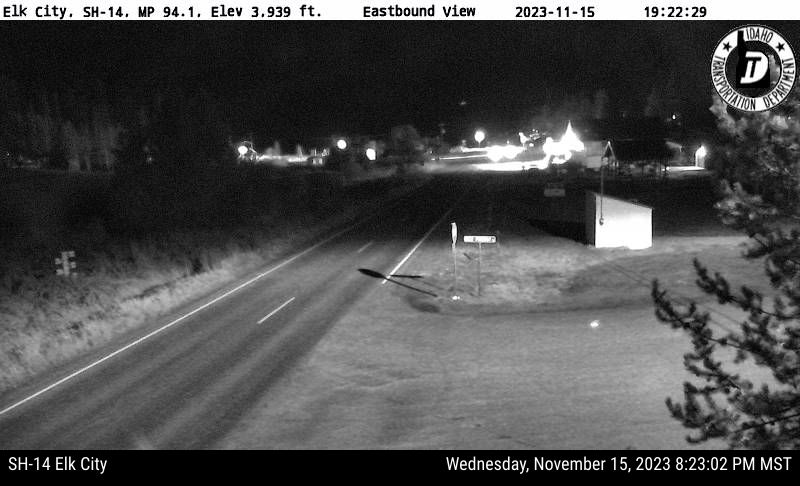 Elk City, SH-14, MP 94.1, Elev 3,939 ft. Eastbound View 2023-11-15 19:22:29
IDAHO
TRANSPORTATION DEPARTMENT
SH-14 Elk City Wednesday, November 15, 2023 8:23:02 PM MST